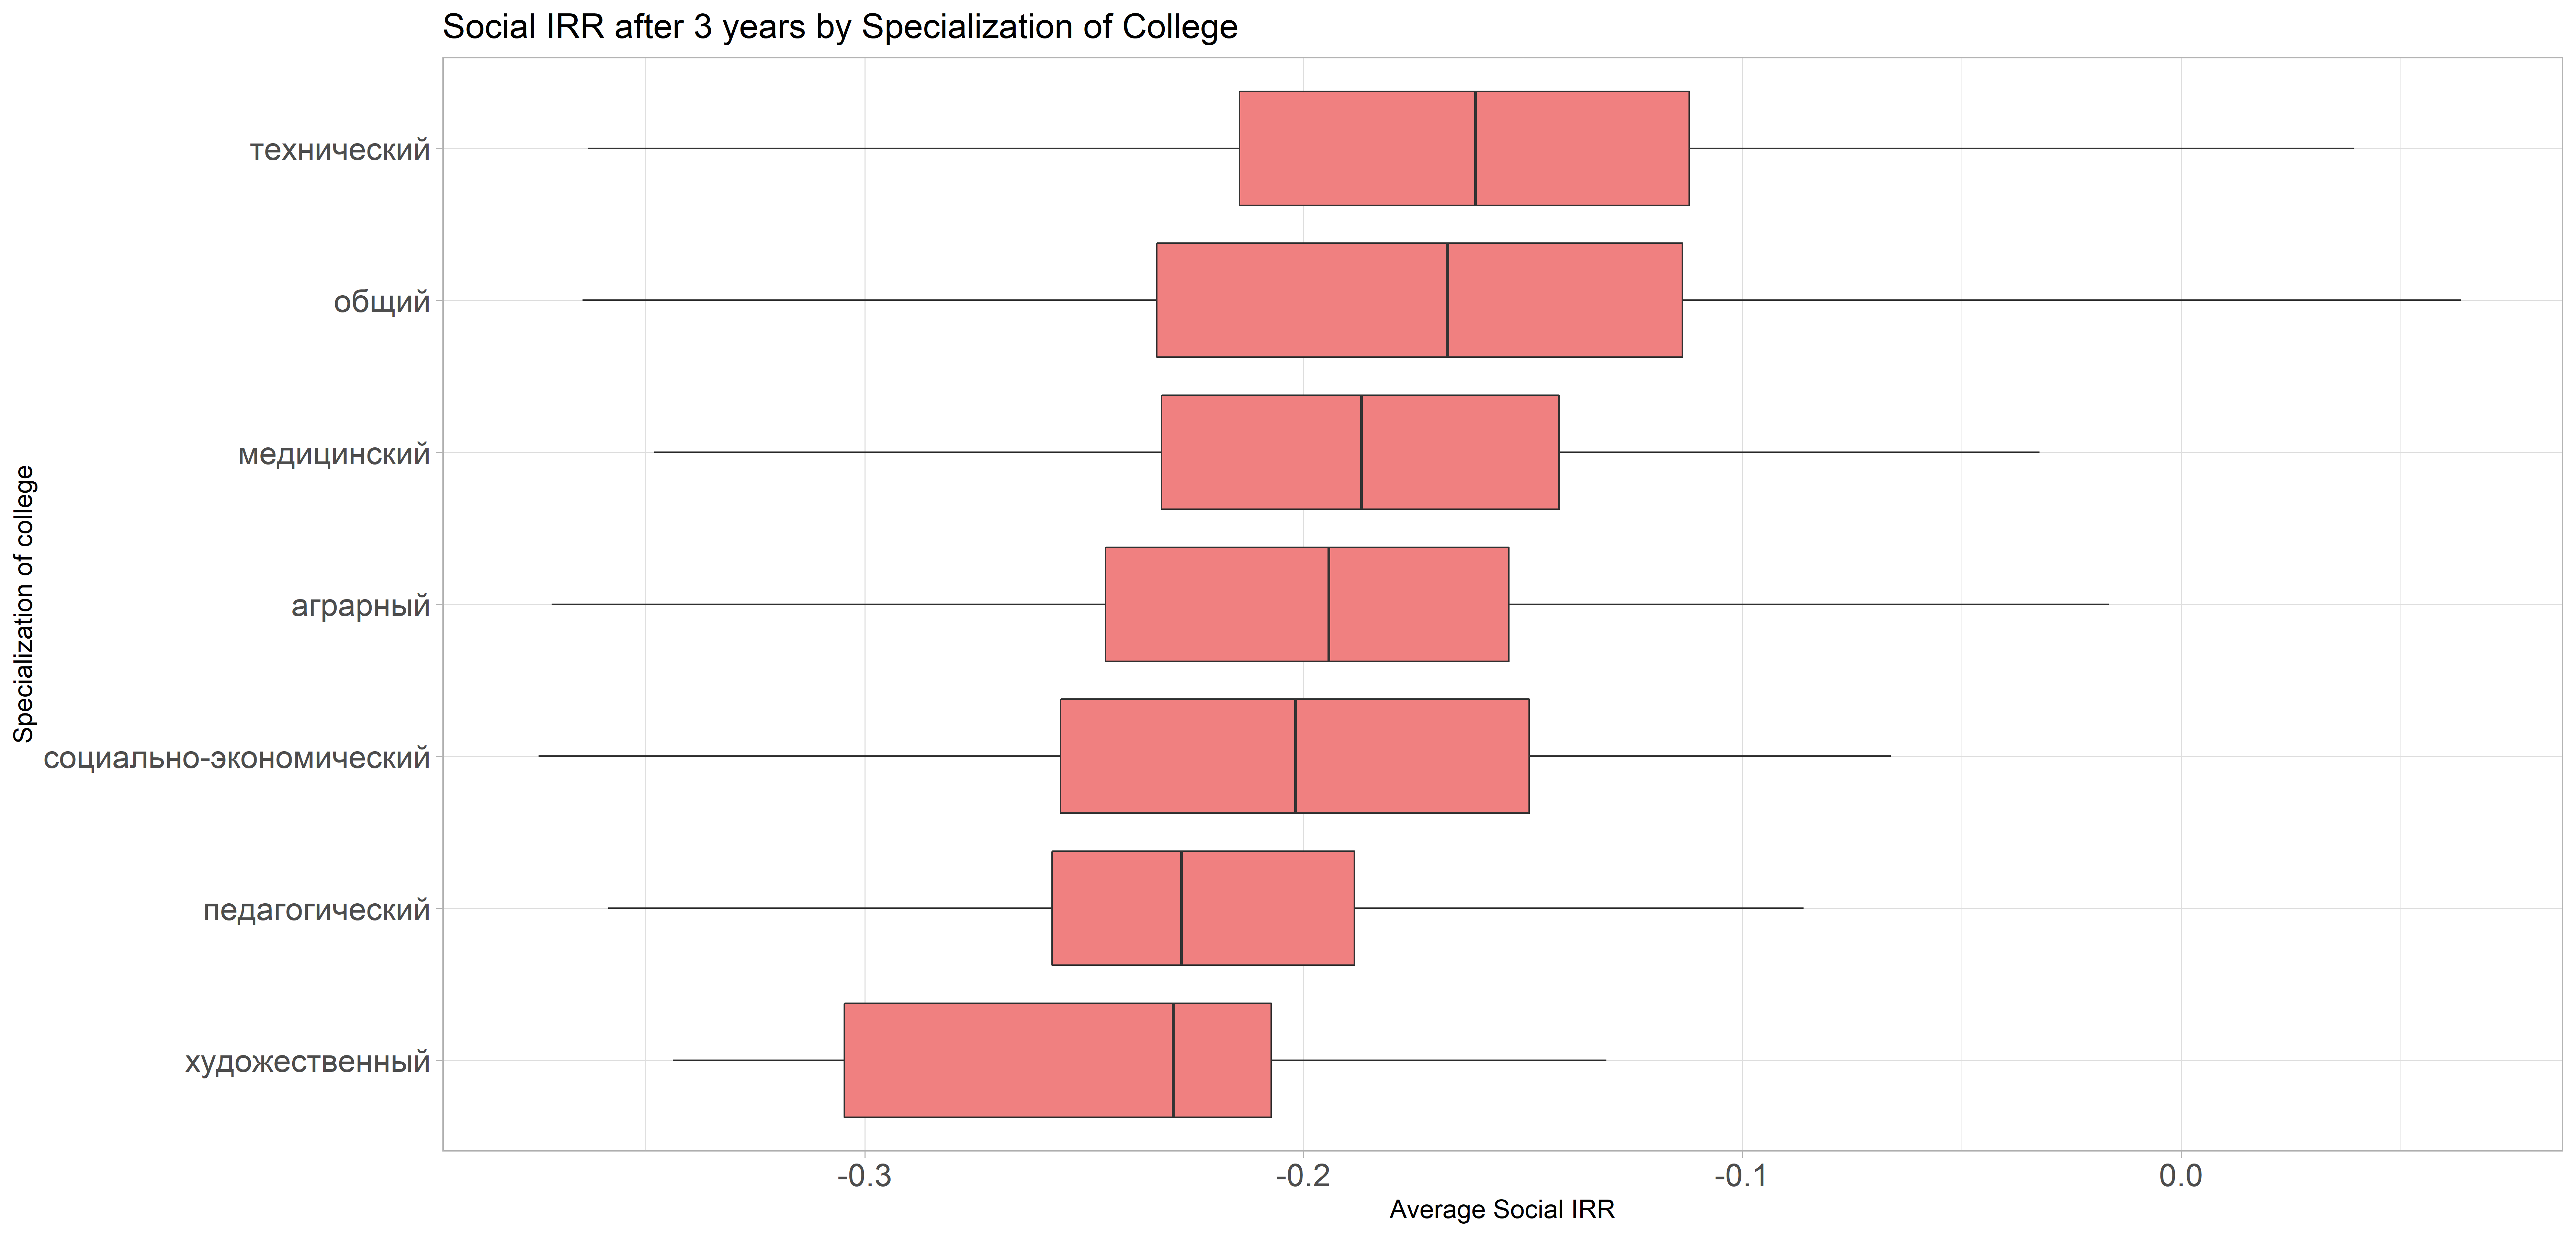 Social IRR after 3 years by Specialization of College
технический
общий
медицинский
аграрный
социально-экономический
педагогический
художественный
Specialization of college
-0.3
-0.2
-0.1
0.0
Average Social IRR